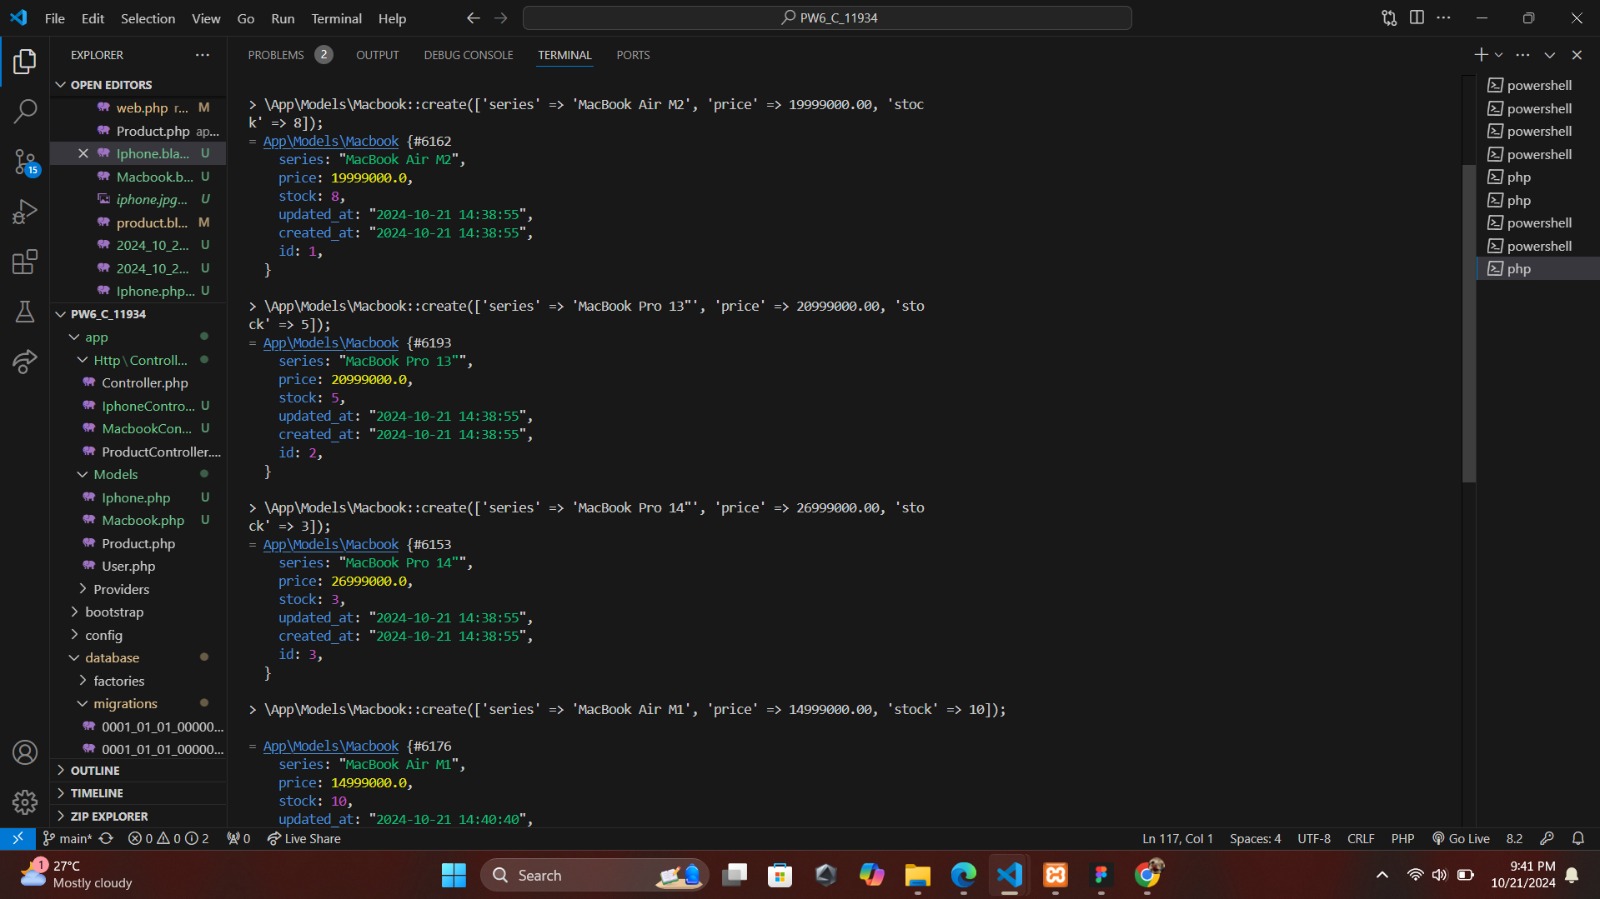 File Edit Selection View Go Run Terminal Help
PW6_C_11934
EXPLORER
OPEN EDITORS
web.php r... M
Product.php ap...
Iphone.bla... U
Macbook.b... U
iphone.jpg... U
product.bl... M
2024_10_2... U
2024_10_2... U
Iphone.php... U
PW6_C_11934
app
Http\Controll...
Controller.php
IphoneContro... U
MacbookCon... U
ProductController....
Models
Iphone.php U
Macbook.php U
Product.php
User.php
Providers
bootstrap
config
database
factories
migrations
0001_01_01_00000...
0001_01_01_00000...
OUTLINE
TIMELINE
ZIP EXPLORER
15
PROBLEMS 2 OUTPUT DEBUG CONSOLE TERMINAL PORTS
> \App\Models\Macbook::create(['series' => 'MacBook Air M2', 'price' => 19999000.00, 'stoc
k' => 8]);
= App\Models\Macbook {#6162
series: "MacBook Air M2",
price: 19999000.0,
stock: 8,
updated_at: "2024-10-21 14:38:55",
created_at: "2024-10-21 14:38:55",
id: 1,
}
> \App\Models\Macbook::create(['series' => 'MacBook Pro 13"', 'price' => 20999000.00, 'sto
ck' => 5]);
= App\Models\Macbook {#6193
series: "MacBook Pro 13"",
price: 20999000.0,
stock: 5,
updated_at: "2024-10-21 14:38:55",
created_at: "2024-10-21 14:38:55",
id: 2,
}
> \App\Models\Macbook::create(['series' => 'MacBook Pro 14"', 'price' => 26999000.00, 'sto
ck' => 3]);
= App\Models\Macbook {#6153
series: "MacBook Pro 14"",
price: 26999000.0,
stock: 3,
updated_at: "2024-10-21 14:38:55",
created_at: "2024-10-21 14:38:55",
id: 3,
}
> \App\Models\Macbook::create(['series' => 'MacBook Air M1', 'price' => 14999000.00, 'stock' => 10]);
= App\Models\Macbook {#6176
series: "MacBook Air M1",
price: 14999000.0,
stock: 10,
updated_at: "2024-10-21 14:40:40",
powershell
powershell
powershell
powershell
php
php
powershell
powershell
php
main* 0 0 2 0 Live Share
Ln 117, Col 1 Spaces: 4 UTF-8 CRLF PHP Go Live 8.2
1
27°C
Mostly cloudy
Search
9:41 PM
10/21/2024